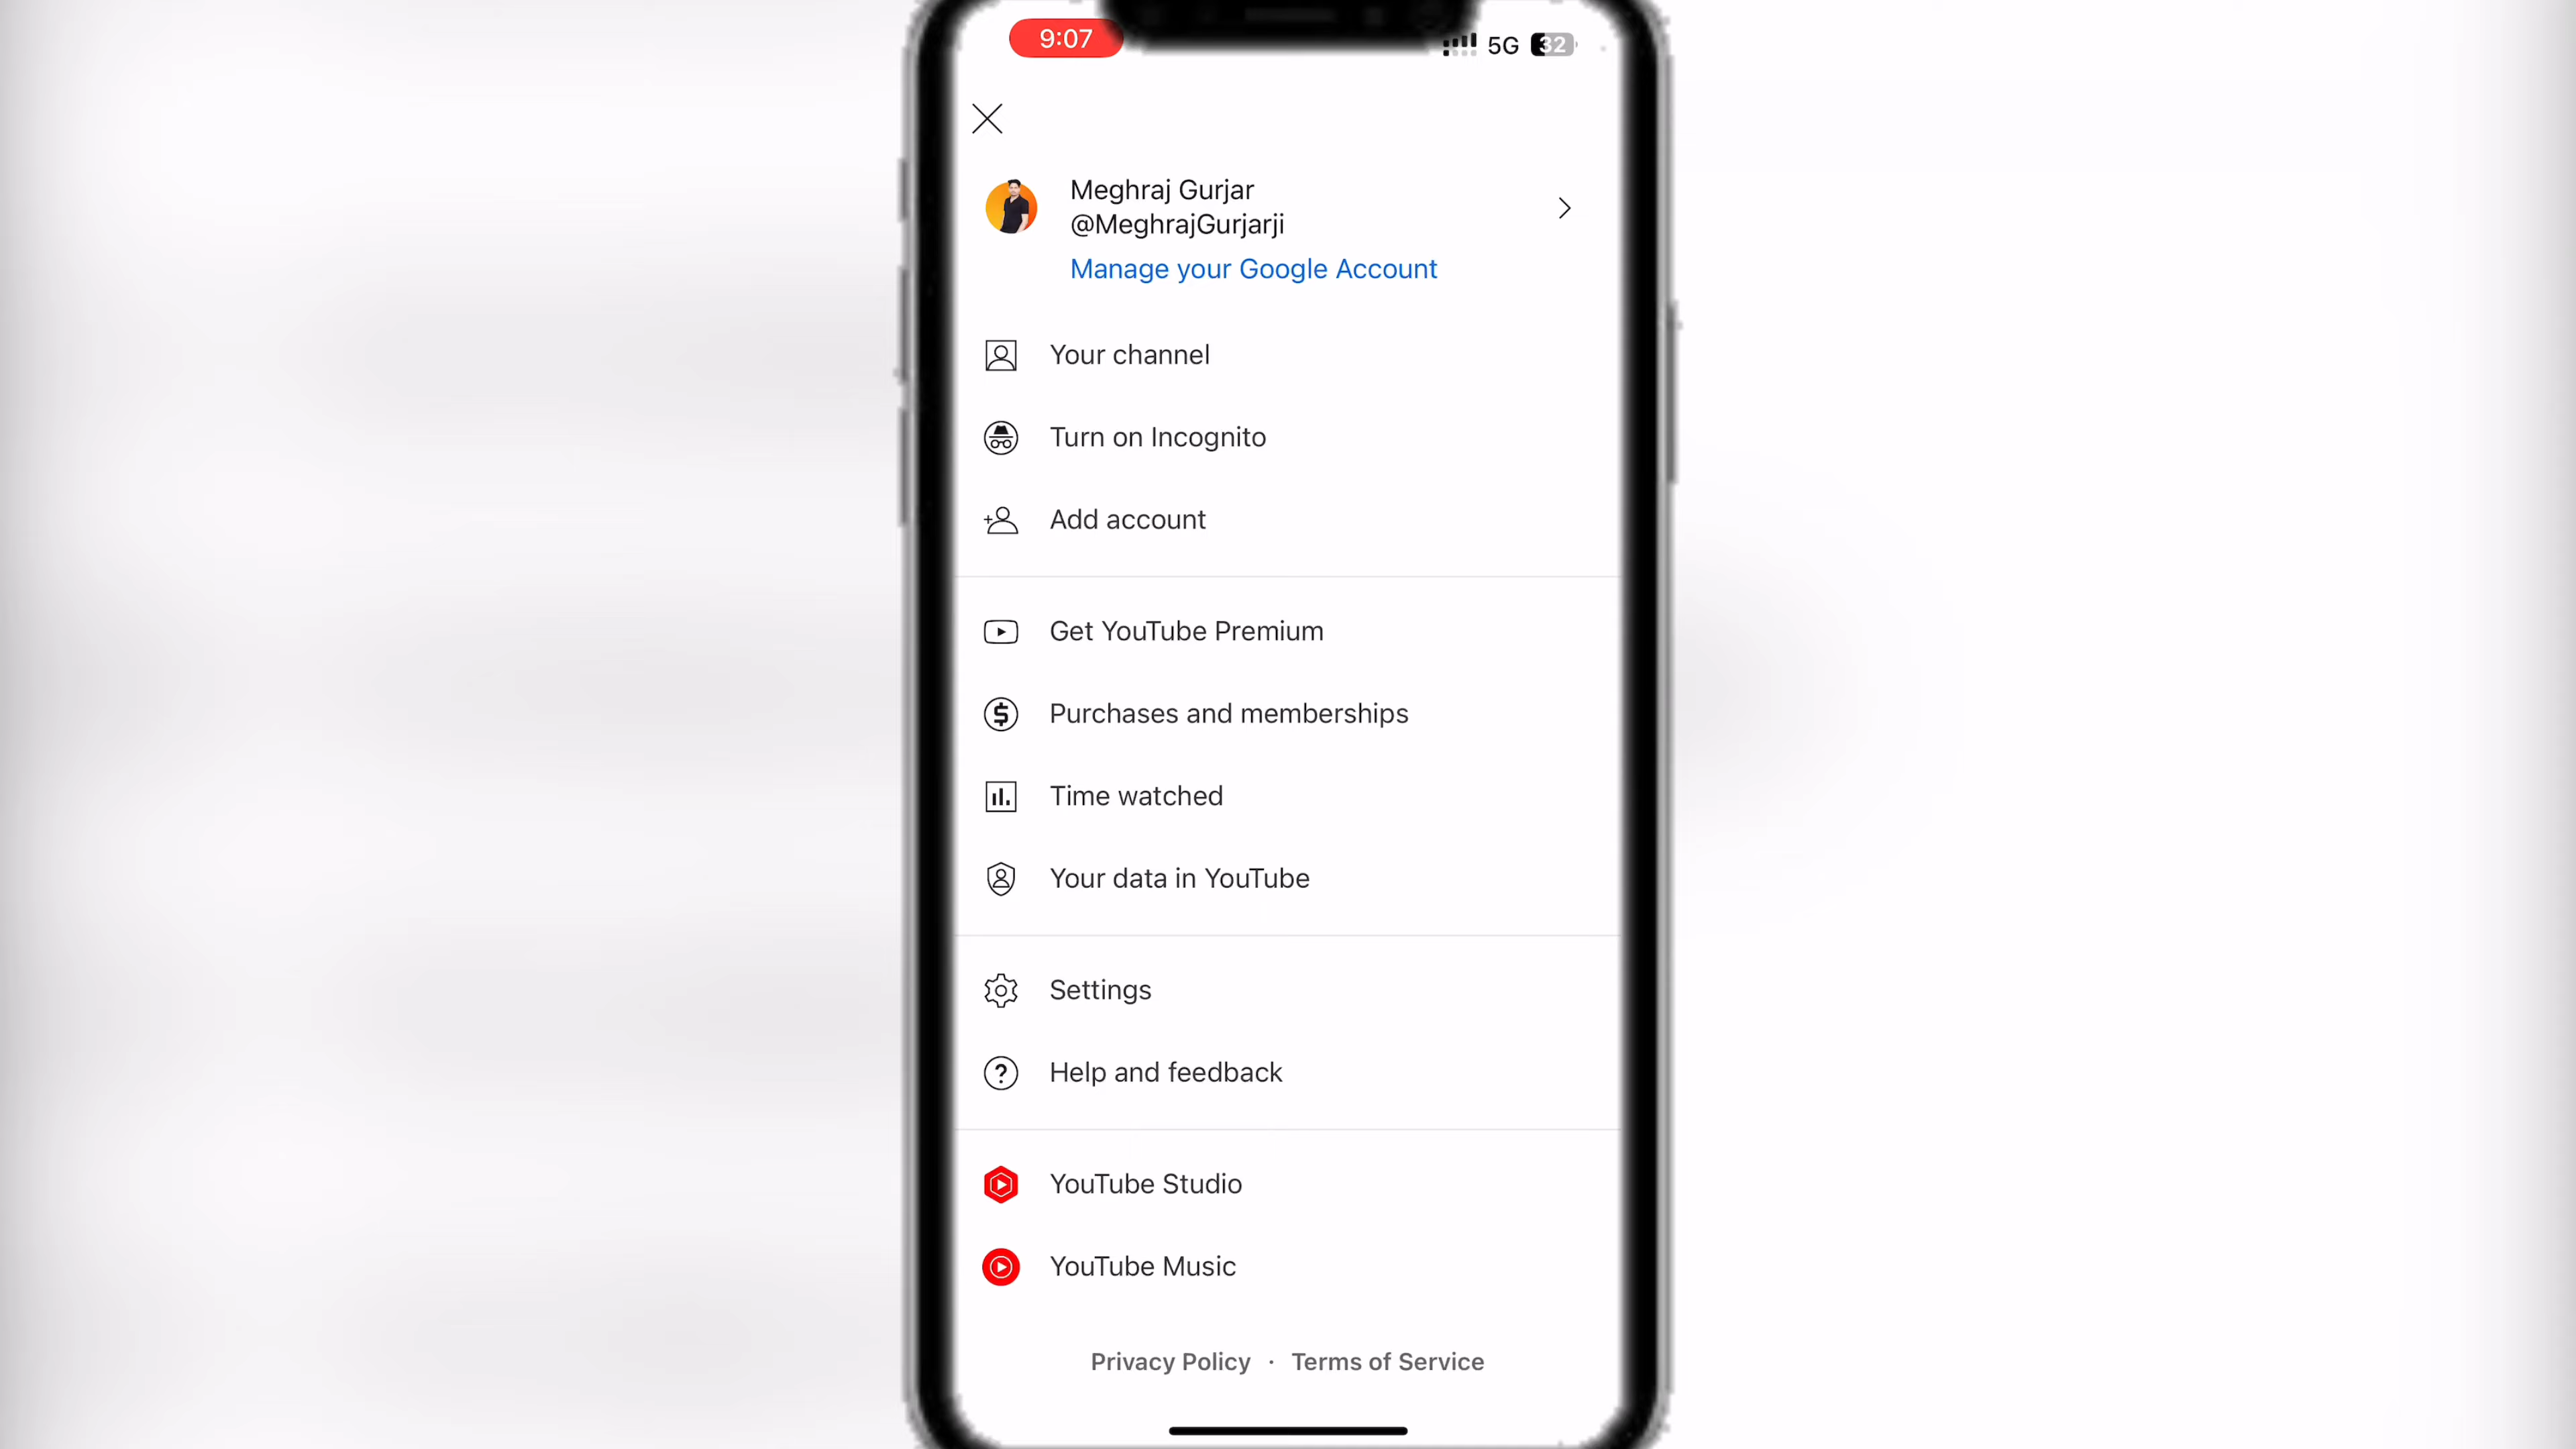 9:07
5G 32
Meghraj Gurjar
@MeghrajGurjarji
Manage your Google Account
Your channel
Turn on Incognito
Add account
Get YouTube Premium
Purchases and memberships
Time watched
Your data in YouTube
Settings
Help and feedback
YouTube Studio
YouTube Music
Privacy Policy · Terms of Service